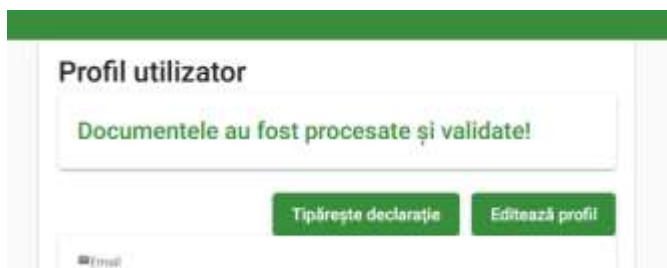 Profil utilizator
Documentele au fost procesate și validate!
Tipărește declarație Editează profil
Email